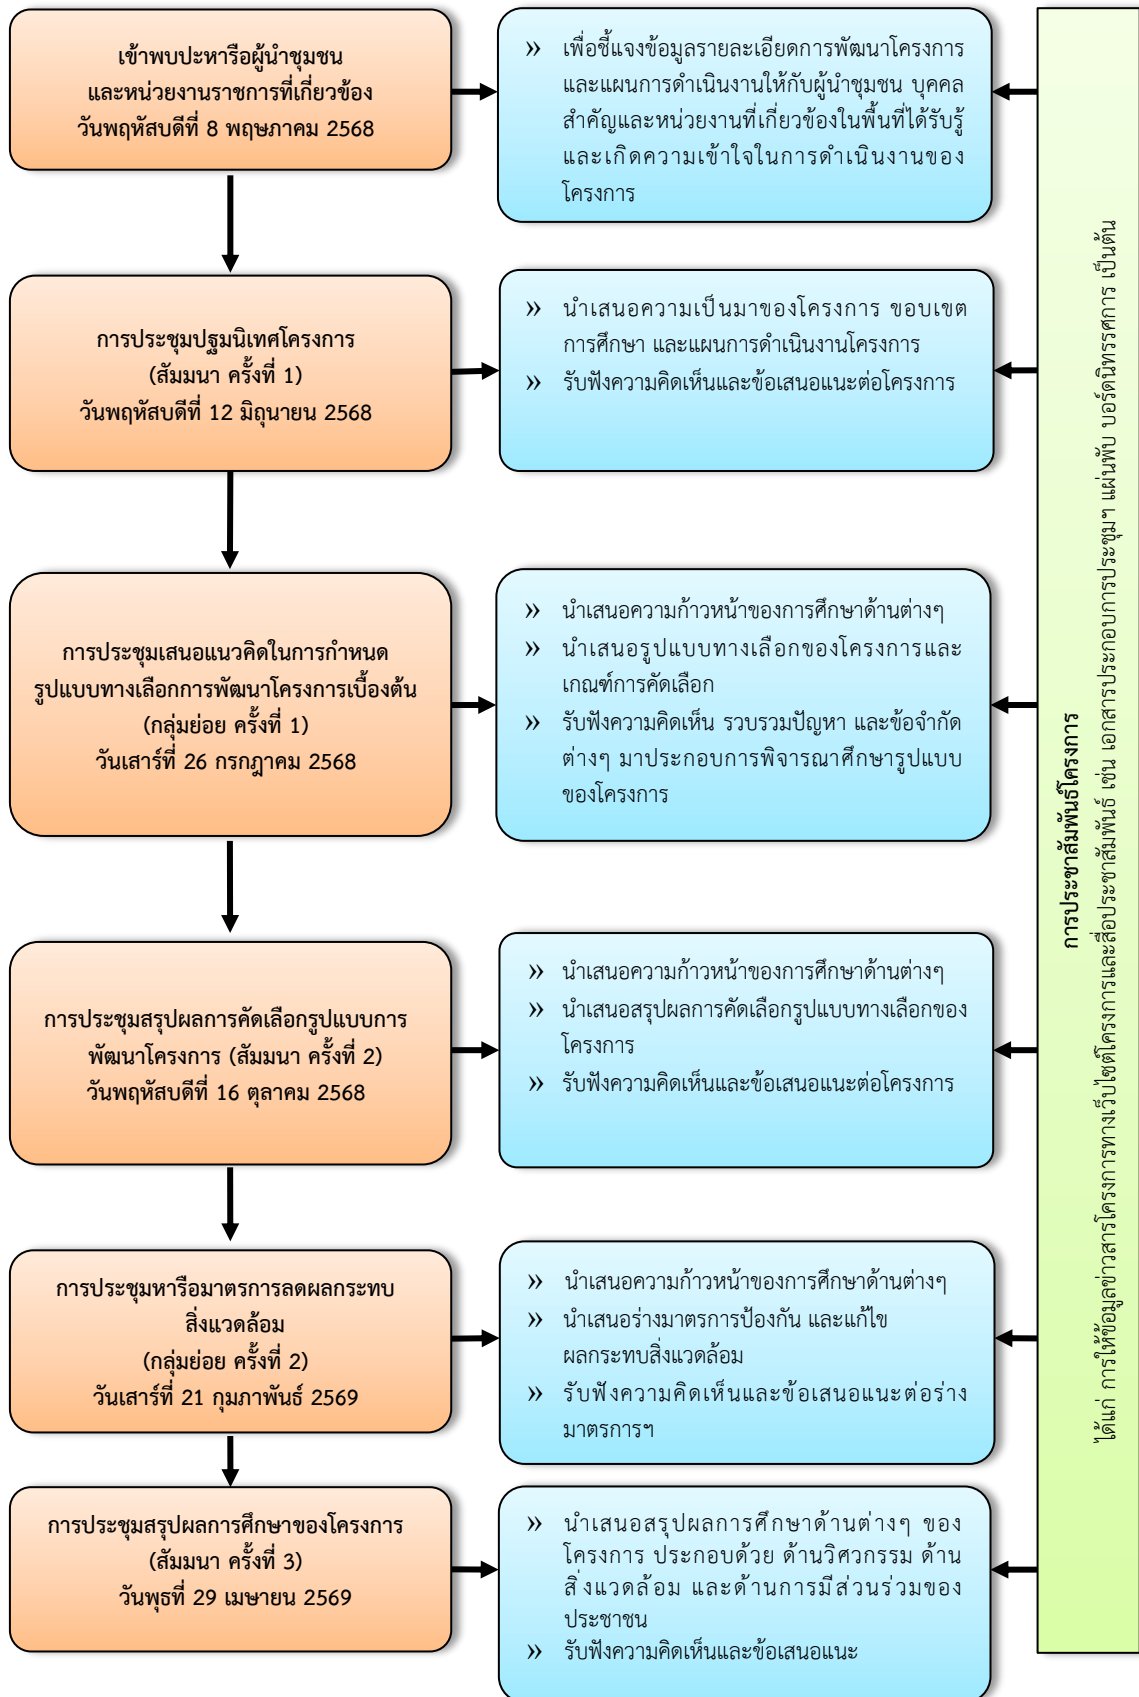 เข้าพบปะหารือผู้นำชุมชน
และหน่วยงานราชการที่เกี่ยวข้อง
วันพฤหัสบดีที่ 8 พฤษภาคม 2568
» เพื่อชี้แจงข้อมูลรายละเอียดการพัฒนาโครงการ
และแผนการดำเนินงานให้กับผู้นำชุมชน บุคคล
สำคัญและหน่วยงานที่เกี่ยวข้องในพื้นที่ได้รับรู้
และเกิดความเข้าใจในการดำเนินงานของ
โครงการ
การประชุมปฐมนิเทศโครงการ
(สัมมนา ครั้งที่ 1)
วันพฤหัสบดีที่ 12 มิถุนายน 2568
» นำเสนอความเป็นมาของโครงการ ขอบเขต
การศึกษา และแผนการดำเนินงานโครงการ
» รับฟังความคิดเห็นและข้อเสนอแนะต่อโครงการ
การประชุมเสนอแนวคิดในการกำหนด
รูปแบบทางเลือกการพัฒนาโครงการเบื้องต้น
(กลุ่มย่อย ครั้งที่ 1)
วันเสาร์ที่ 26 กรกฎาคม 2568
» นำเสนอความก้าวหน้าของการศึกษาด้านต่างๆ
» นำเสนอรูปแบบทางเลือกของโครงการและ
เกณฑ์การคัดเลือก
» รับฟังความคิดเห็น รวบรวมปัญหา และข้อจำกัด
ต่างๆ มาประกอบการพิจารณาศึกษารูปแบบ
ของโครงการ
การประชุมสรุปผลการคัดเลือกรูปแบบการ
พัฒนาโครงการ (สัมมนา ครั้งที่ 2)
วันพฤหัสบดีที่ 16 ตุลาคม 2568
» นำเสนอความก้าวหน้าของการศึกษาด้านต่างๆ
» นำเสนอสรุปผลการคัดเลือกรูปแบบทางเลือกของ
โครงการ
» รับฟังความคิดเห็นและข้อเสนอแนะต่อโครงการ
การประชุมหารือมาตรการลดผลกระทบ
สิ่งแวดล้อม
(กลุ่มย่อย ครั้งที่ 2)
วันเสาร์ที่ 21 กุมภาพันธ์ 2569
» นำเสนอความก้าวหน้าของการศึกษาด้านต่างๆ
» นำเสนอร่างมาตรการป้องกัน และแก้ไข
ผลกระทบสิ่งแวดล้อม
» รับฟังความคิดเห็นและข้อเสนอแนะต่อร่าง
มาตรการฯ
การประชุมสรุปผลการศึกษาของโครงการ
(สัมมนา ครั้งที่ 3)
วันพุธที่ 29 เมษายน 2569
» นำเสนอสรุปผลการศึกษาด้านต่างๆ ของ
โครงการ ประกอบด้วย ด้านวิศวกรรม ด้าน
สิ่งแวดล้อม และด้านการมีส่วนร่วมของ
ประชาชน
» รับฟังความคิดเห็นและข้อเสนอแนะ
การประชาสัมพันธ์โครงการ
ได้แก่ การให้ข้อมูลข่าวสารโครงการทางเว็บไซต์โครงการและสื่อประชาสัมพันธ์ เช่น เอกสารประกอบการประชุมฯ แผ่นพับ บอร์ดนิทรรศการ เป็นต้น